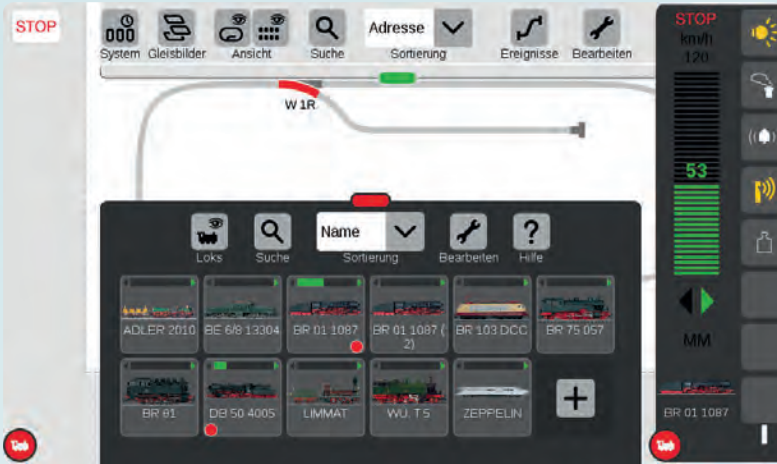 STOP
System Gleisbilder Ansicht Suche Adresse Sortierung Ereignisse Bearbeiten
W 1R
Name
Loks Suche Sortierung Bearbeiten Hilfe
ADLER 2010 BE 6/8 13304 BR 01 1087 BR 01 1087 (2) BR 103 DCC BR 75 057
BR 81 DB 50 4005 LIMMAT WÜ. T 5 ZEPPELIN
STOP
km/h
120
53
MM
BR 01 1087